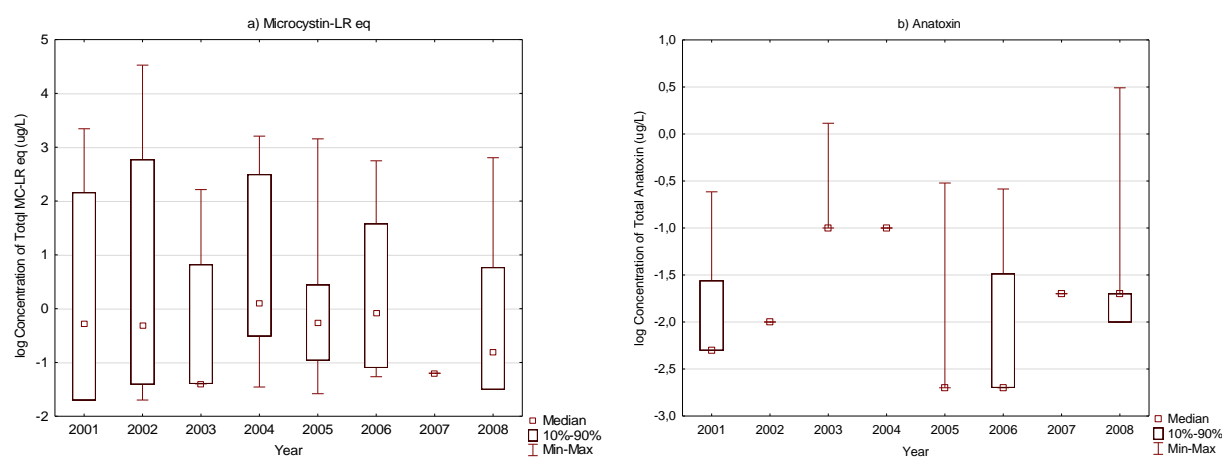 a) Microcystin-LR eq
5
4
3
2
1
0
-1
-2
log Concentration of Totql MC-LR eq (ug/L)
2001 2002 2003 2004 2005 2006 2007 2008
Year
Median
10%-90%
Min-Max
b) Anatoxin
1,0
0,5
0,0
-0,5
-1,0
-1,5
-2,0
-2,5
-3,0
log Concentration of Total Anatoxin (ug/L)
2001 2002 2003 2004 2005 2006 2007 2008
Year
Median
10%-90%
Min-Max